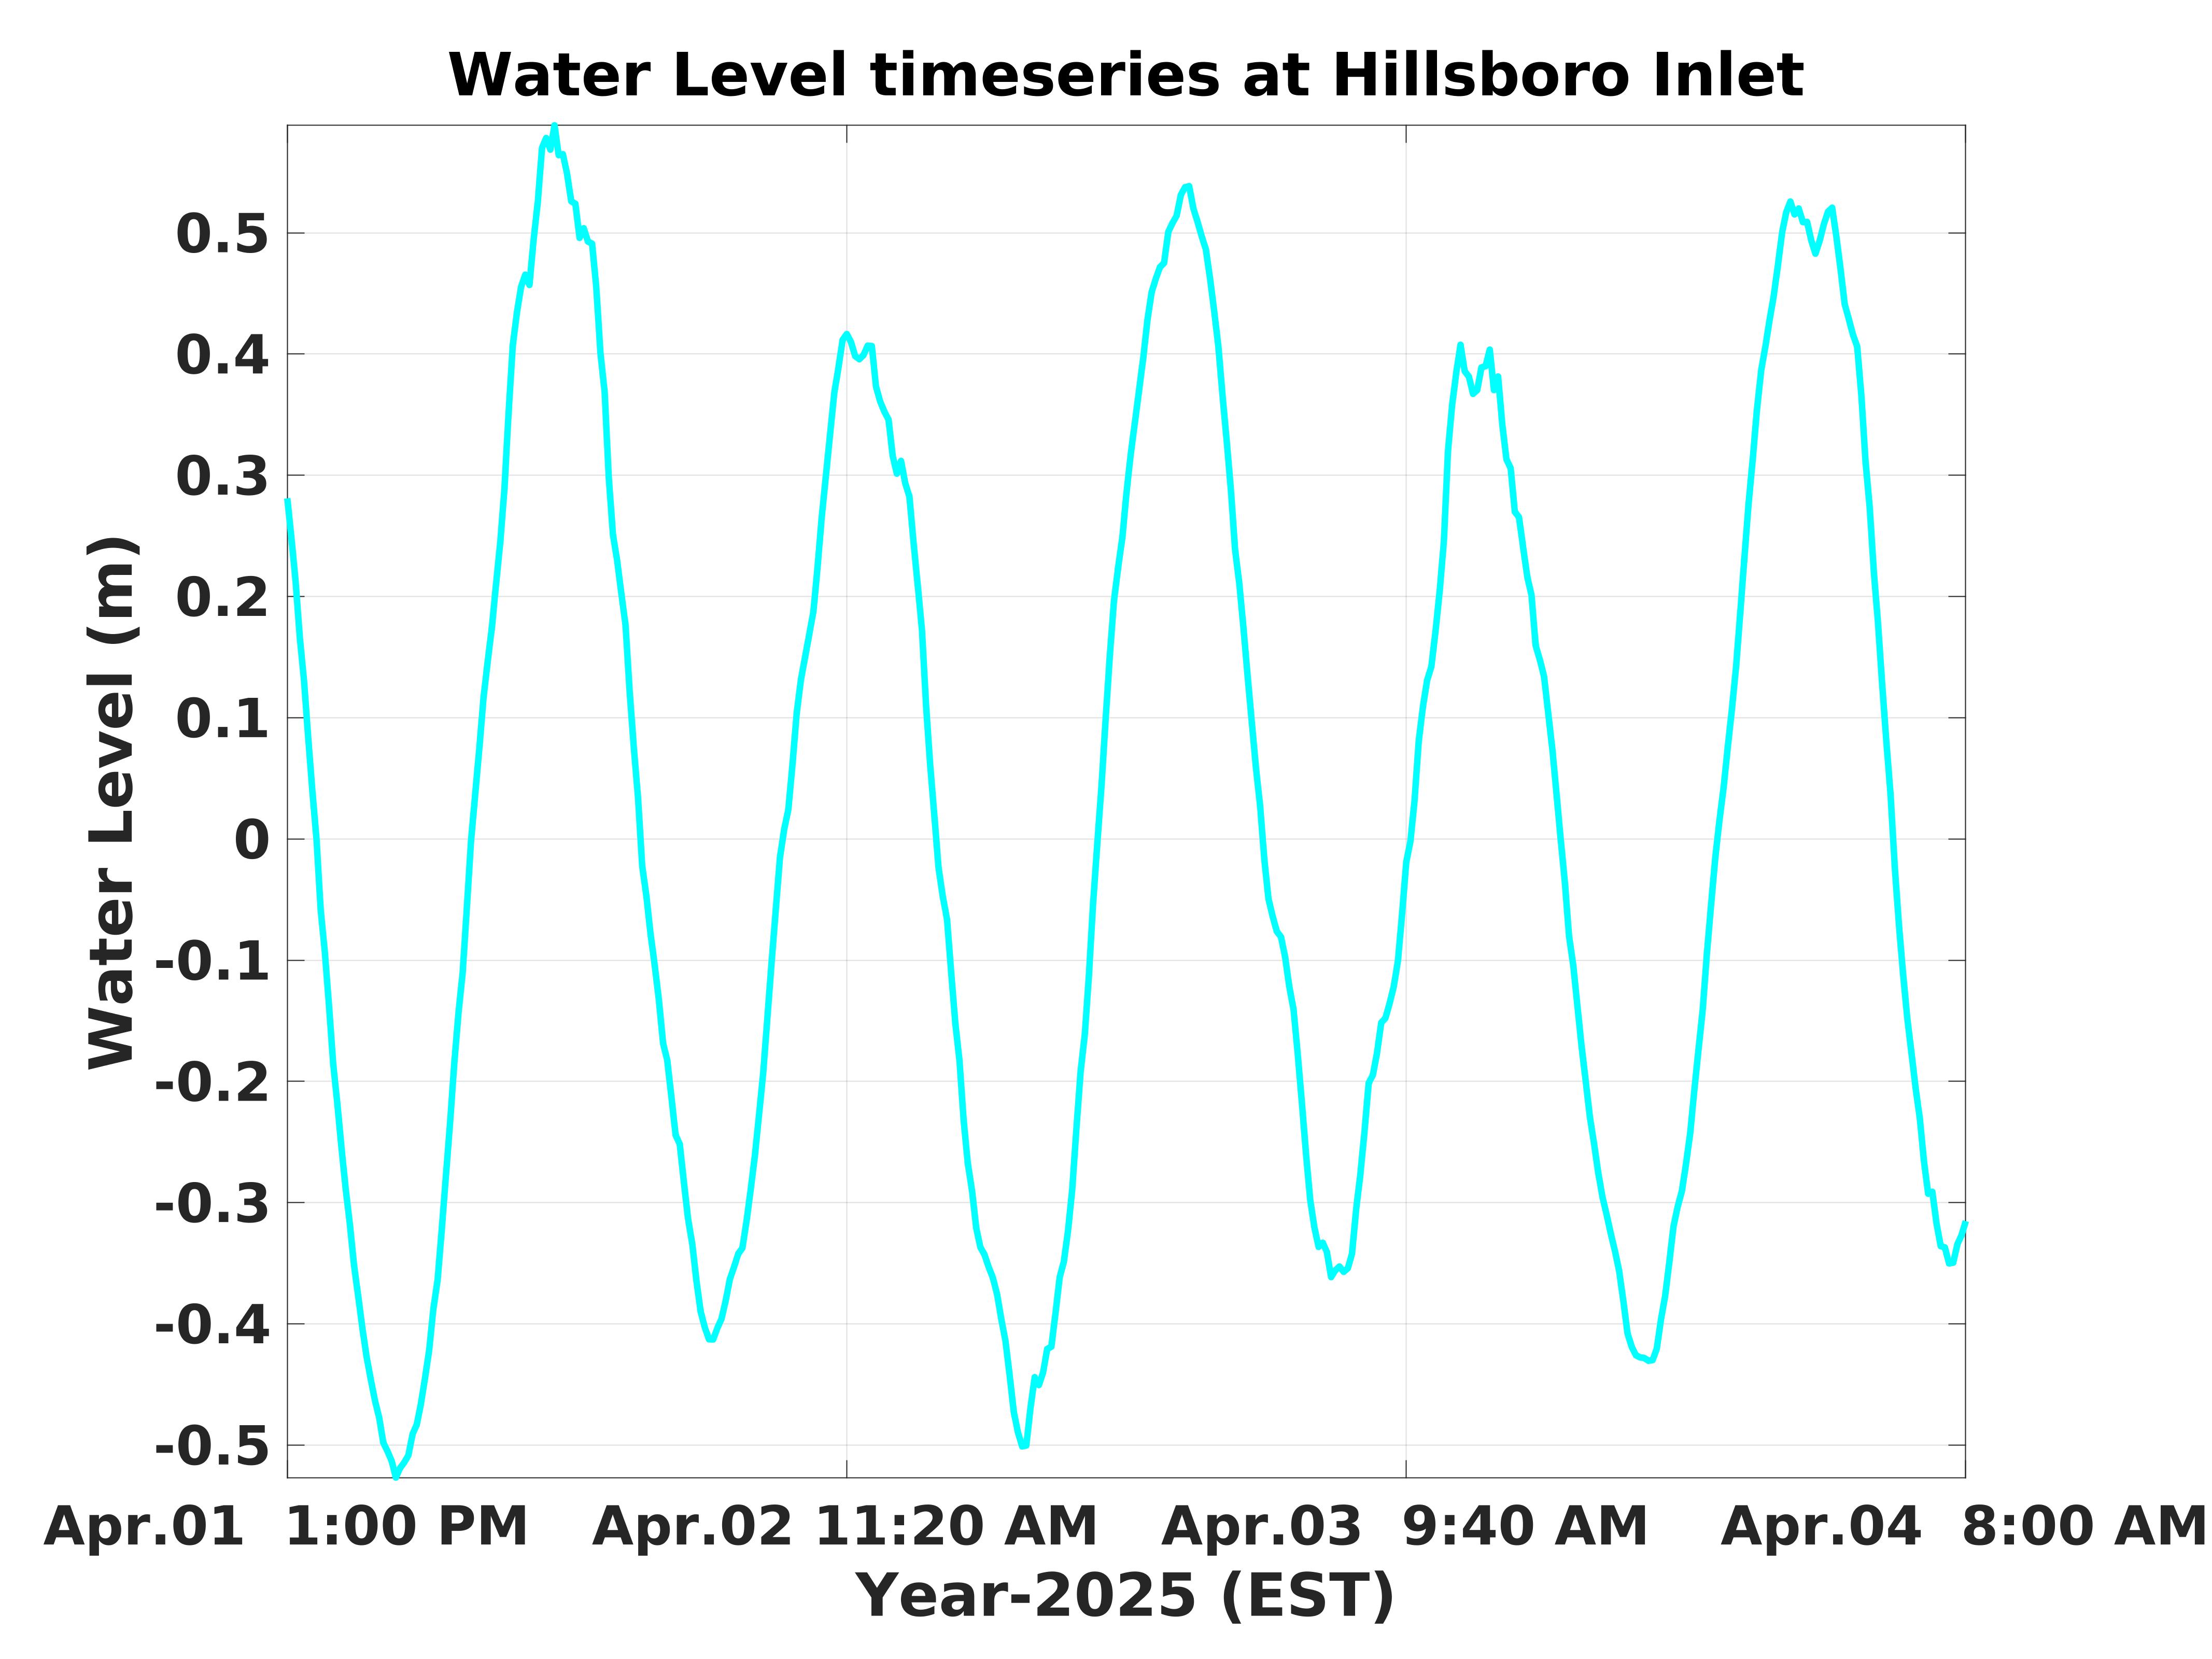 Water Level timeseries at Hillsboro Inlet
0.5
0.4
0.3
0.2
0.1
0
-0.1
-0.2
-0.3
-0.4
-0.5
Water Level (m)
Apr.01 1:00 PM Apr.02 11:20 AM Apr.03 9:40 AM Apr.04 8:00 AM
Year-2025 (EST)